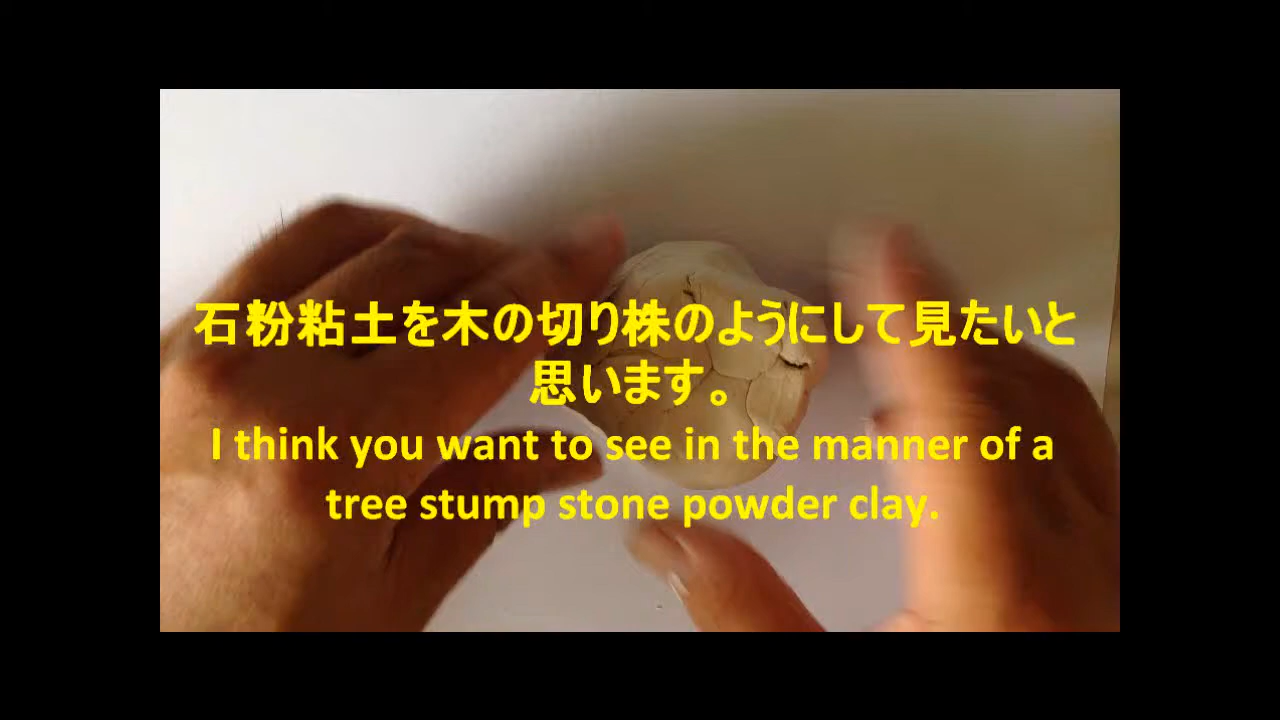 石粉粘土を木の切り株のようにして見たいと
思います。
I think you want to see in the manner of a
tree stump stone powder clay.